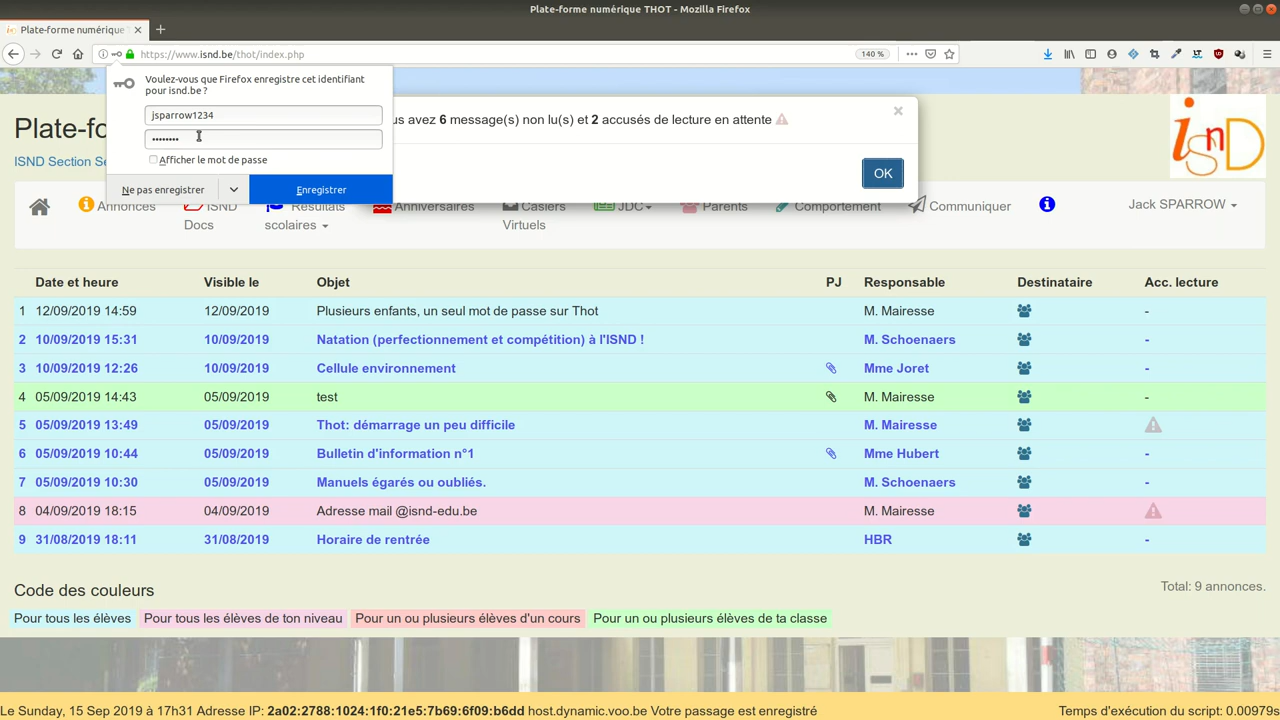 Plate-forme numérique THOT - Mozilla Firefox
Plate-forme numérique
https://www.isnd.be/thot/index.php
140 %
Voulez-vous que Firefox enregistre cet identifiant
pour isnd.be ?
jsparrow1234
••••••••
Afficher le mot de passe
Ne pas enregistrer
Enregistrer
us avez 6 message(s) non lu(s) et 2 accusés de lecture en attente
OK
Plate-fo
ISND Section Se
isnd
Annonces
ISND
Docs
Résultats
scolaires
Anniversaires
Casiers
Virtuels
JDC
Parents
Comportement
Communiquer
Jack SPARROW
Date et heure Visible le Objet PJ Responsable Destinataire Acc. lecture
1 12/09/2019 14:59 12/09/2019 Plusieurs enfants, un seul mot de passe sur Thot M. Mairesse -
2 10/09/2019 15:31 10/09/2019 Natation (perfectionnement et compétition) à l'ISND ! M. Schoenaers -
3 10/09/2019 12:26 10/09/2019 Cellule environnement Mme Joret -
4 05/09/2019 14:43 05/09/2019 test M. Mairesse -
5 05/09/2019 13:49 05/09/2019 Thot: démarrage un peu difficile M. Mairesse
6 05/09/2019 10:44 05/09/2019 Bulletin d'information n°1 Mme Hubert -
7 05/09/2019 10:30 05/09/2019 Manuels égarés ou oubliés. M. Schoenaers -
8 04/09/2019 18:15 04/09/2019 Adresse mail @isnd-edu.be M. Mairesse
9 31/08/2019 18:11 31/08/2019 Horaire de rentrée HBR -
Code des couleurs
Total: 9 annonces.
Pour tous les élèves Pour tous les élèves de ton niveau Pour un ou plusieurs élèves d'un cours Pour un ou plusieurs élèves de ta classe
Le Sunday, 15 Sep 2019 à 17h31 Adresse IP: 2a02:2788:1024:1f0:21e5:7b69:6f09:b6dd host.dynamic.voo.be Votre passage est enregistré
Temps d'exécution du script: 0.00979s